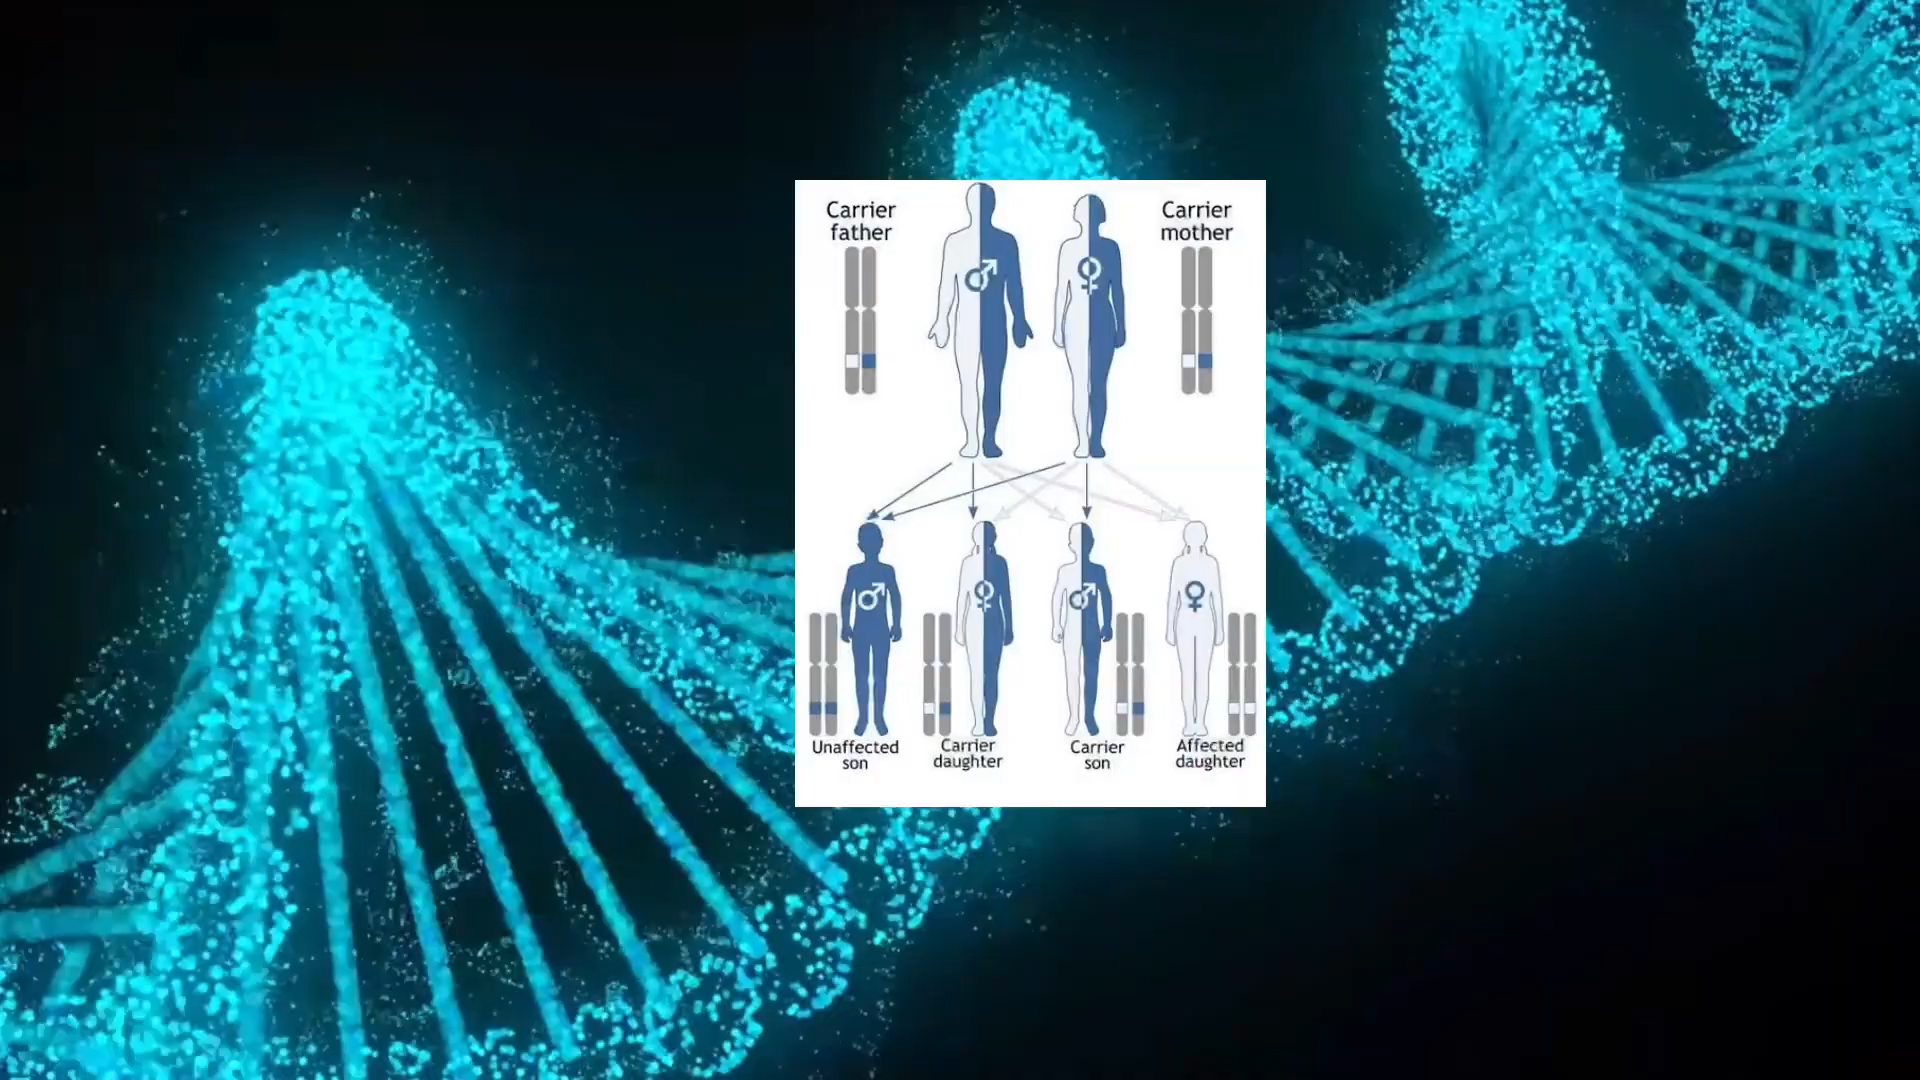 Carrier
father
Carrier
mother
Unaffected
son
Carrier
daughter
Carrier
son
Affected
daughter